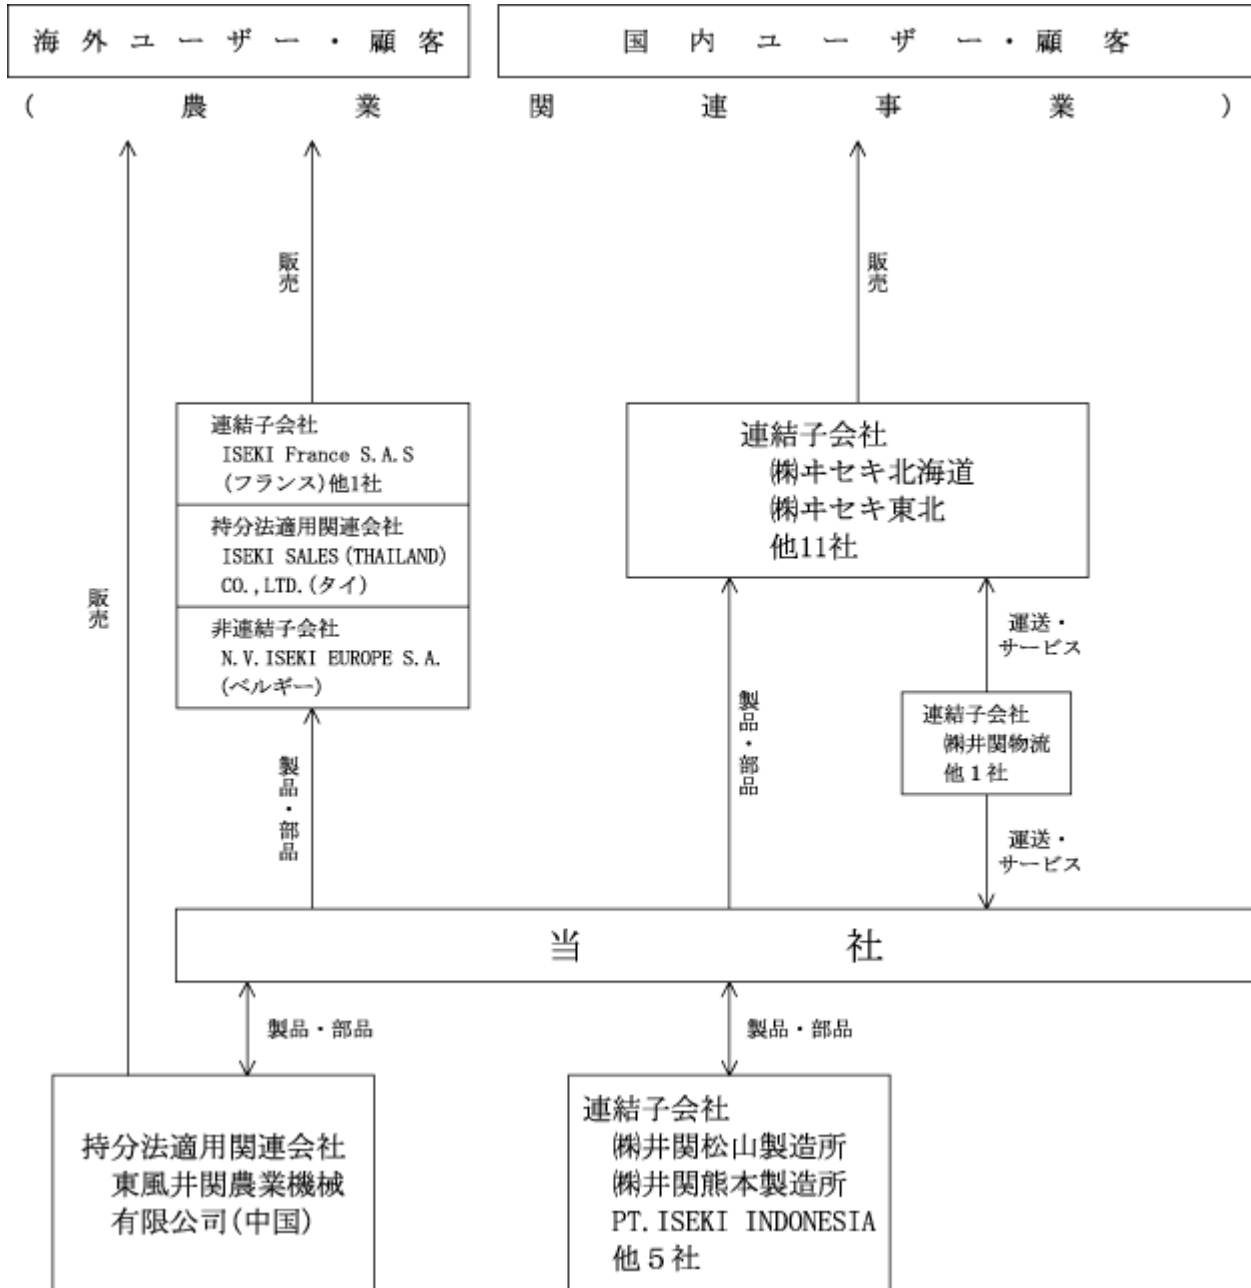 海外ユーザー・顧客
国内ユーザー・顧客
(農業関連事業)
販売
販売
販売
連結子会社
ISEKI France S.A.S
(フランス)他1社
持分法適用関連会社
ISEKI SALES(THAILAND)
CO.,LTD.(タイ)
非連結子会社
N.V.ISEKI EUROPE S.A.
(ベルギー)
連結子会社
㈱ヰセキ北海道
㈱ヰセキ東北
他11社
運送・
サービス
製品・部品
製品・部品
連結子会社
㈱井関物流
他1社
運送・
サービス
当社
製品・部品
製品・部品
持分法適用関連会社
東風井関農業機械
有限公司(中国)
連結子会社
㈱井関松山製造所
㈱井関熊本製造所
PT.ISEKI INDONESIA
他5社